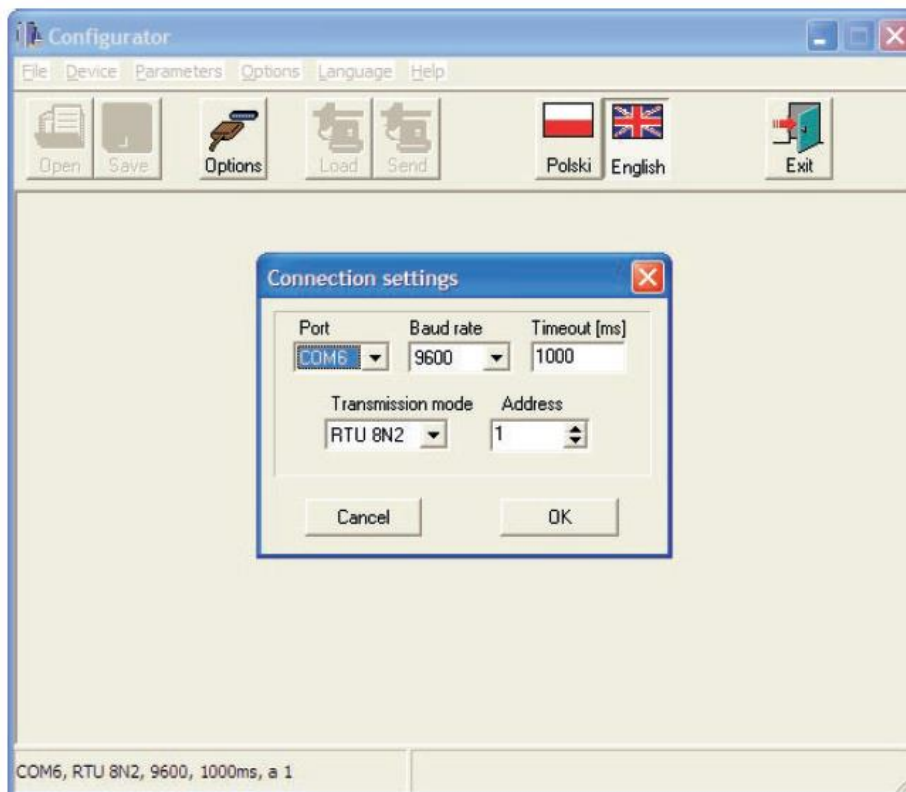 Configurator
File Device Parameters Options Language Help
Open Save Options Load Send Polski English Exit
Connection settings
Port Baud rate Timeout [ms]
COM6 9600 1000
Transmission mode Address
RTU 8N2 1
Cancel OK
COM6, RTU 8N2, 9600, 1000ms, a 1